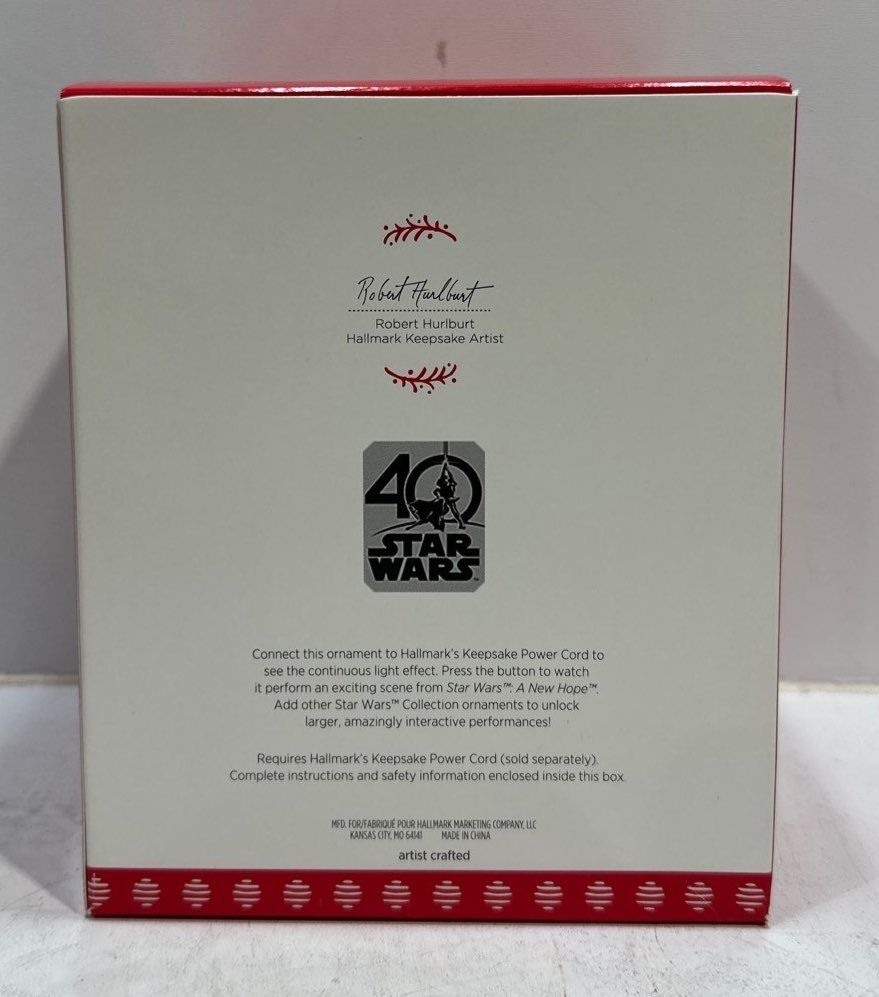 Robert Hurlburt
Robert Hurlburt
Hallmark Keepsake Artist
40
STAR
WARS™
Connect this ornament to Hallmark's Keepsake Power Cord to
see the continuous light effect. Press the button to watch
it perform an exciting scene from Star Wars™: A New Hope™.
Add other Star Wars™ Collection ornaments to unlock
larger, amazingly interactive performances!
Requires Hallmark's Keepsake Power Cord (sold separately).
Complete instructions and safety information enclosed inside this box.
MFD. FOR/FABRIQUÉ POUR HALLMARK MARKETING COMPANY, LLC
KANSAS CITY, MO 64141 MADE IN CHINA
artist crafted